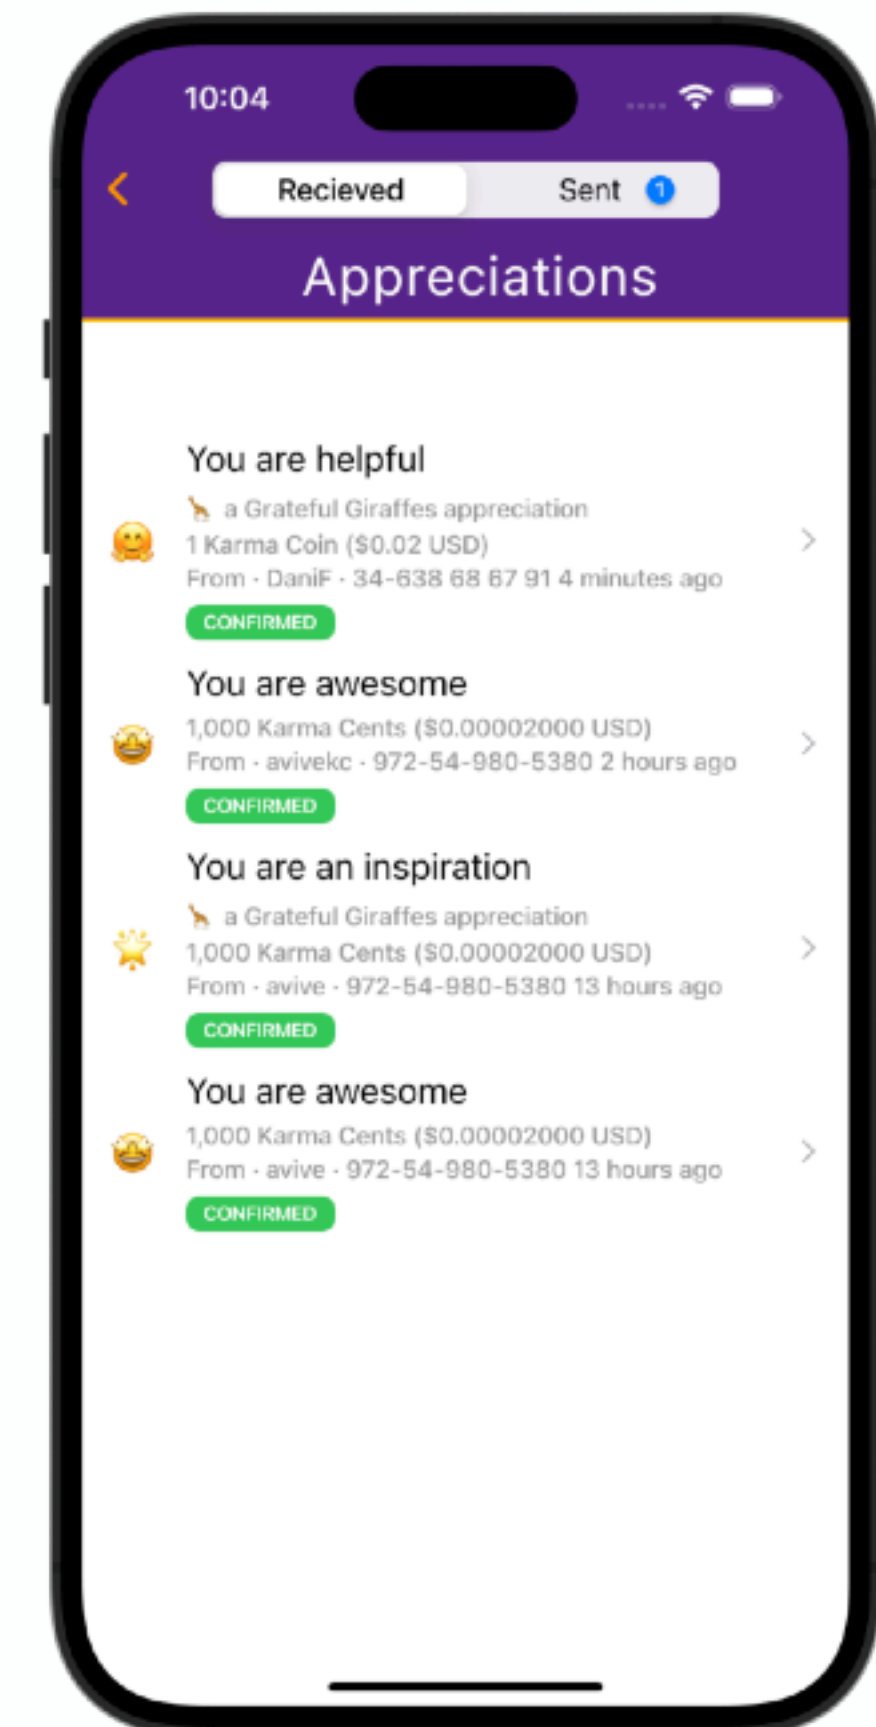 10:04
Recieved
Sent 1
Appreciations
You are helpful
a Grateful Giraffes appreciation
1 Karma Coin ($0.02 USD)
From · DaniF · 34-638 68 67 91 4 minutes ago
CONFIRMED
You are awesome
1,000 Karma Cents ($0.00002000 USD)
From · avivekc · 972-54-980-5380 2 hours ago
CONFIRMED
You are an inspiration
a Grateful Giraffes appreciation
1,000 Karma Cents ($0.00002000 USD)
From · avive · 972-54-980-5380 13 hours ago
CONFIRMED
You are awesome
1,000 Karma Cents ($0.00002000 USD)
From · avive · 972-54-980-5380 13 hours ago
CONFIRMED